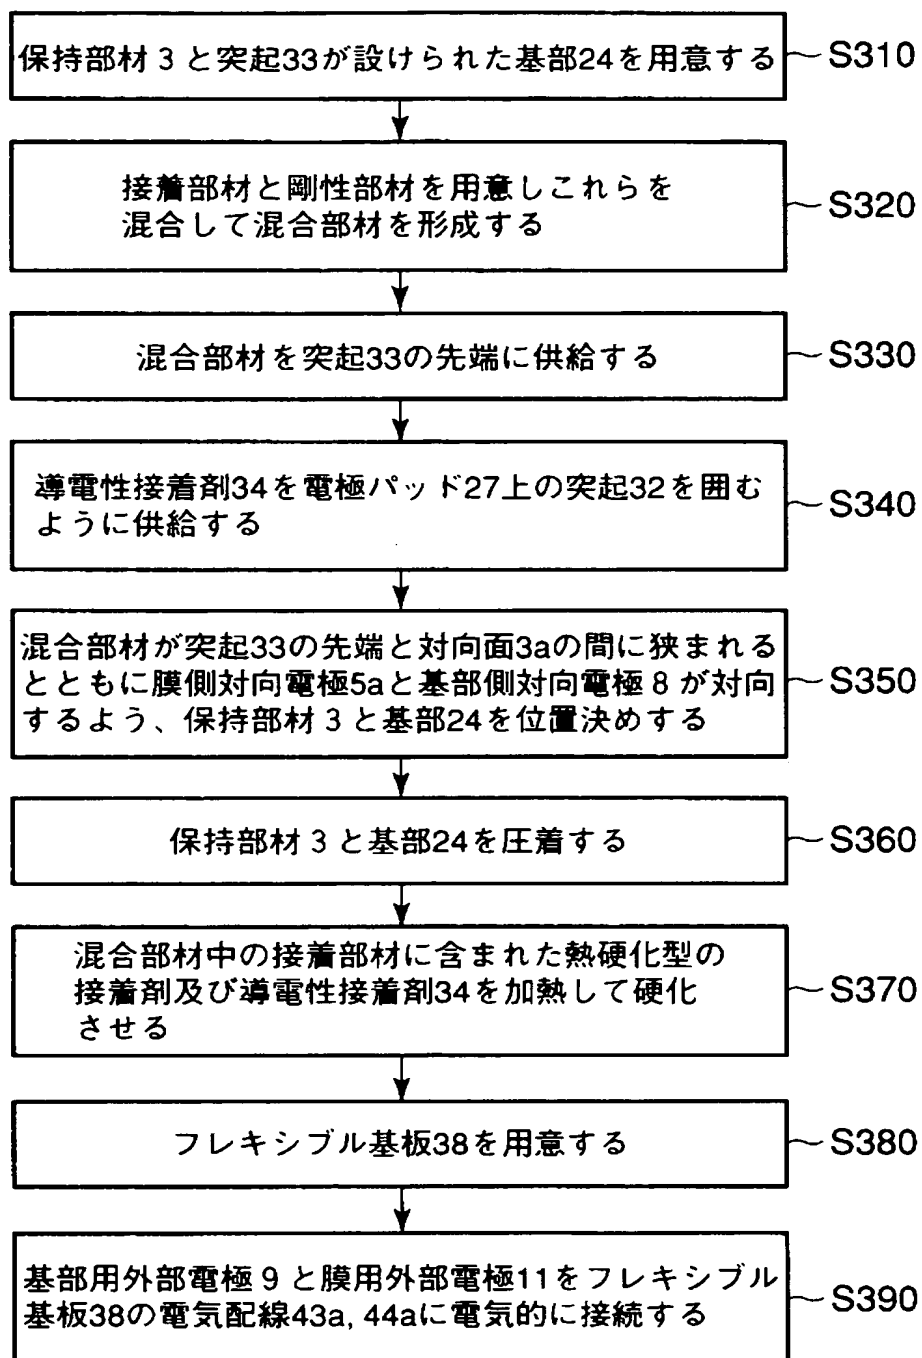 保持部材3と突起33が設けられた基部24を用意する
S310
接着部材と剛性部材を用意しこれらを
混合して混合部材を形成する
S320
混合部材を突起33の先端に供給する
S330
導電性接着剤34を電極パッド27上の突起32を囲む
ように供給する
S340
混合部材が突起33の先端と対向面3aの間に狭まれる
とともに膜側対向電極5aと基部側対向電極8が対向
するよう、保持部材3と基部24を位置決めする
S350
保持部材3と基部24を圧着する
S360
混合部材中の接着部材に含まれた熱硬化型の
接着剤及び導電性接着剤34を加熱して硬化
させる
S370
フレキシブル基板38を用意する
S380
基部用外部電極9と膜用外部電極11をフレキシブル
基板38の電気配線43a, 44aに電気的に接続する
S390